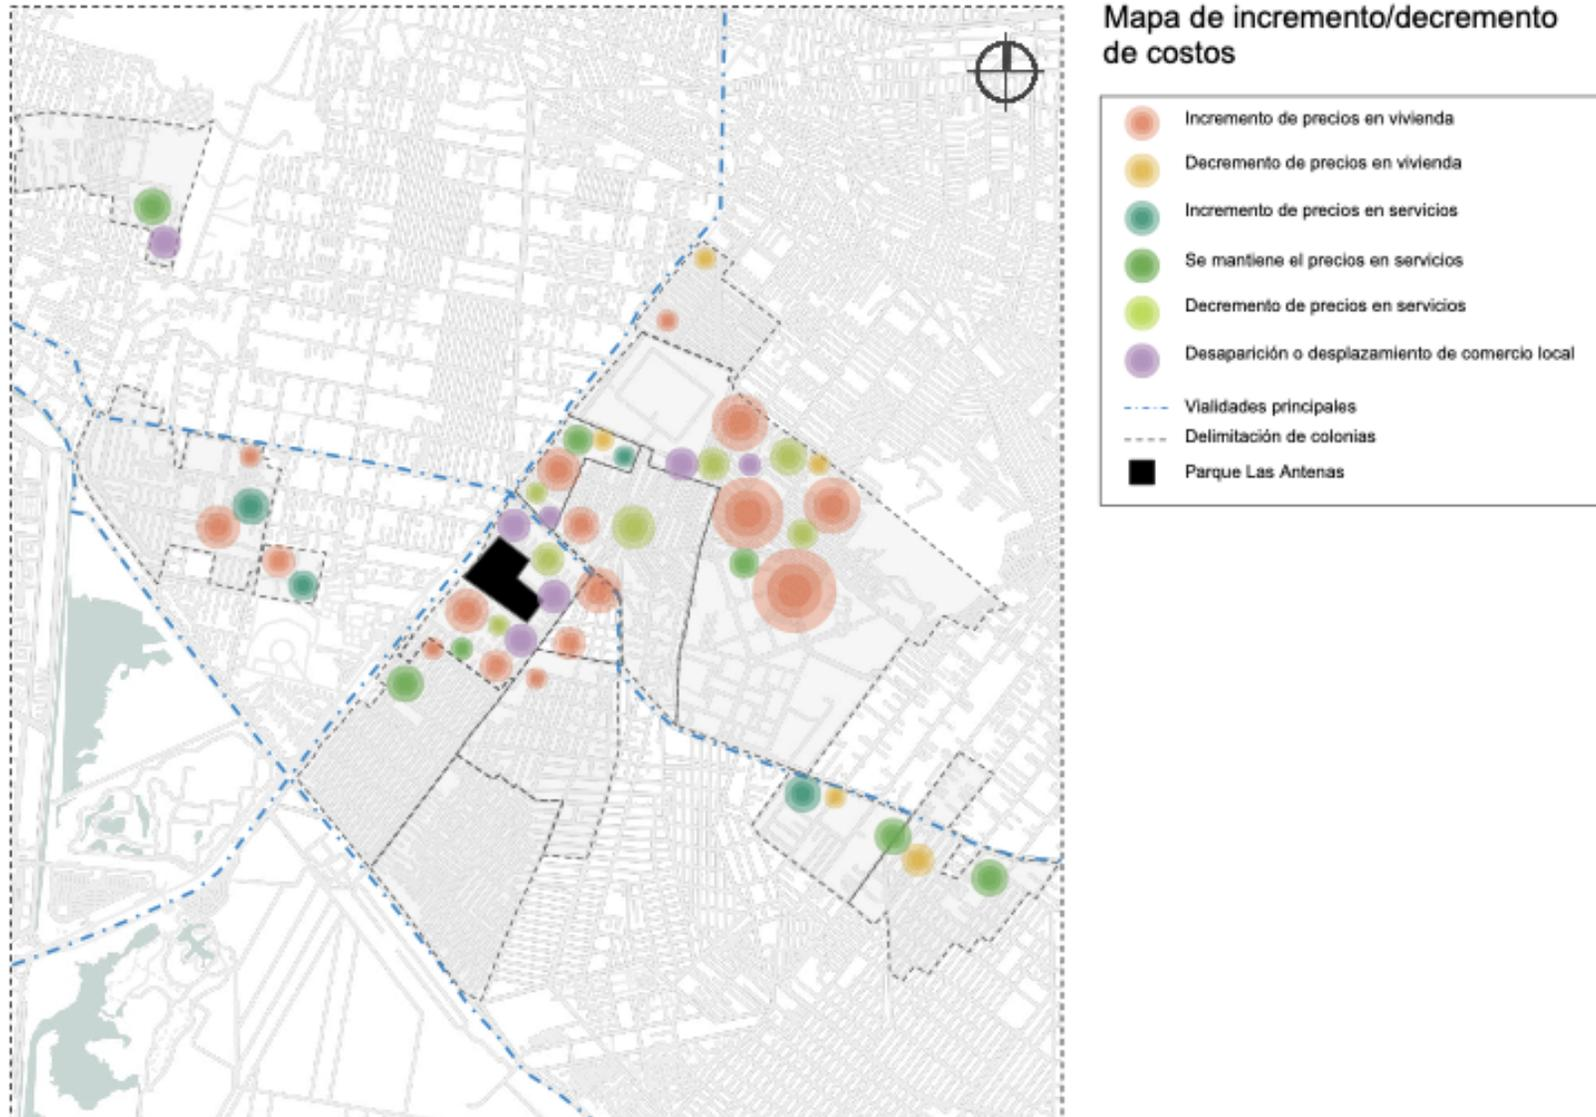 Mapa de incremento/decremento
de costos
Incremento de precios en vivienda
Decremento de precios en vivienda
Incremento de precios en servicios
Se mantiene el precios en servicios
Decremento de precios en servicios
Desaparición o desplazamiento de comercio local
Vialidades principales
Delimitación de colonias
Parque Las Antenas